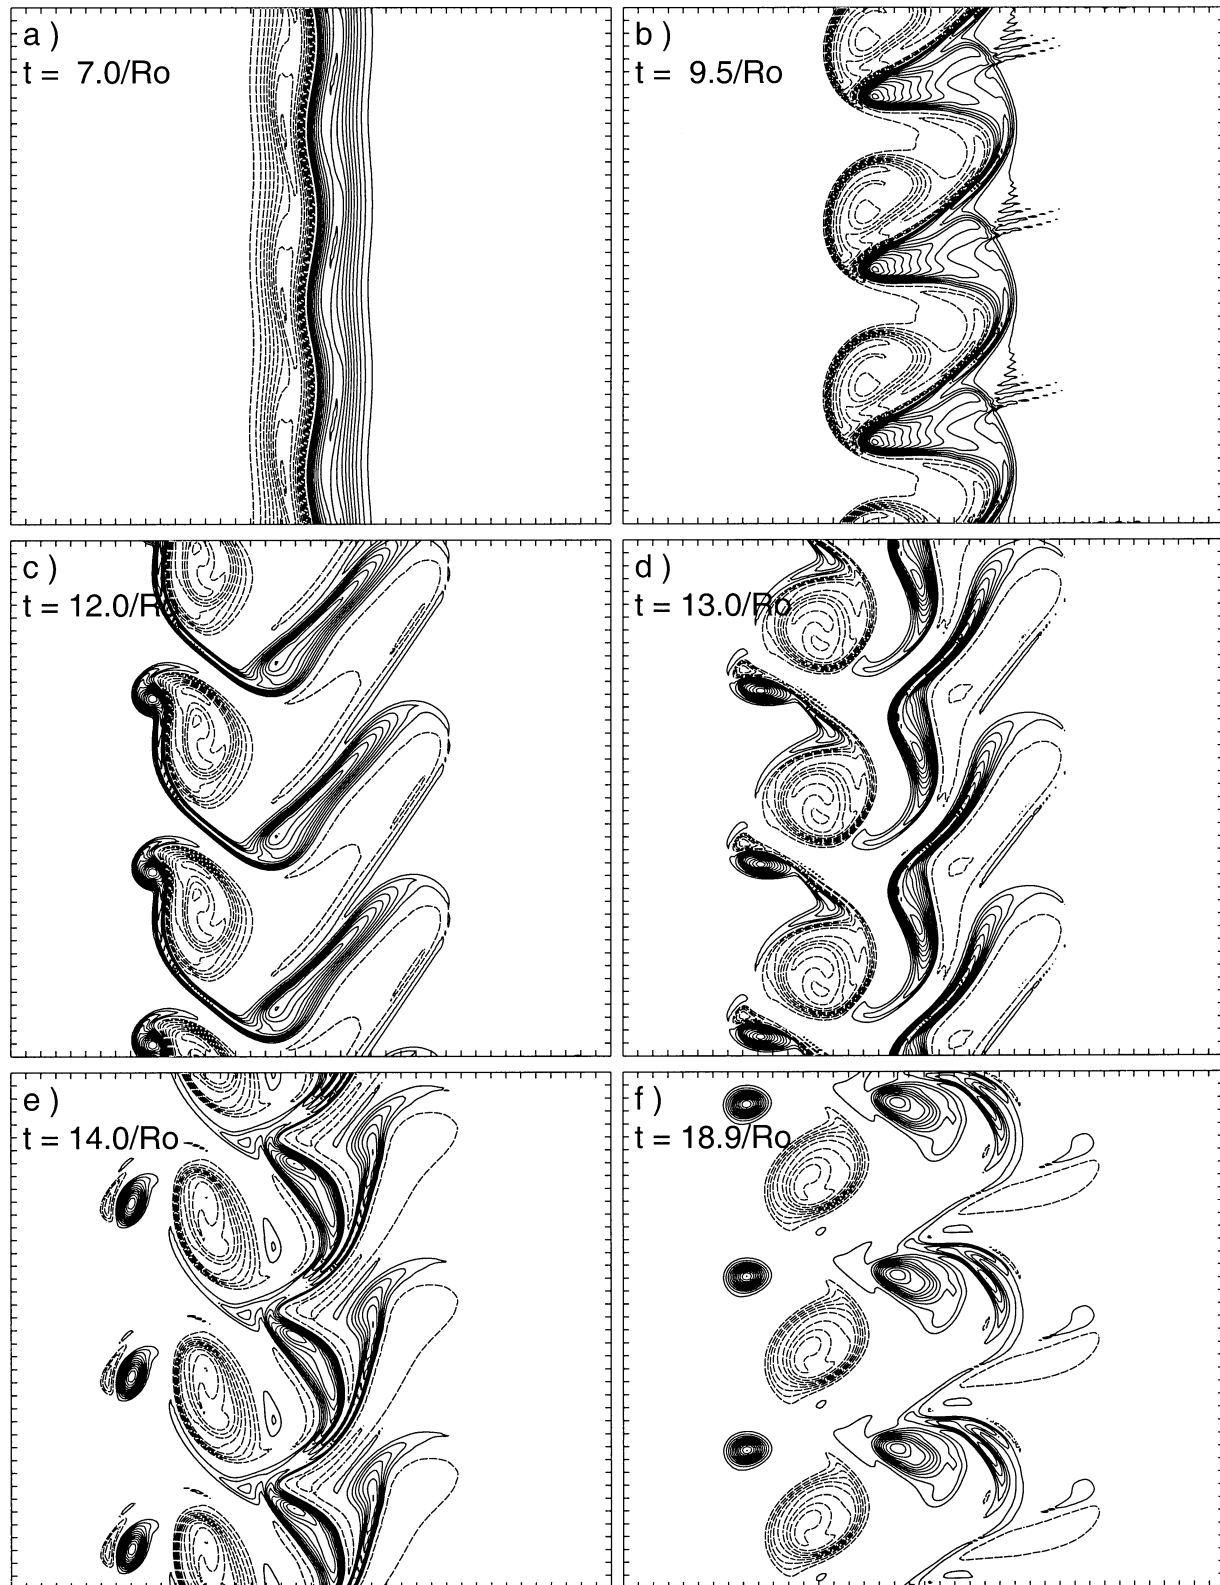 a )
t = 7.0/Ro
b )
t = 9.5/Ro
c )
t = 12.0/Ro
d )
t = 13.0/Ro
e )
t = 14.0/Ro
f )
t = 18.9/Ro